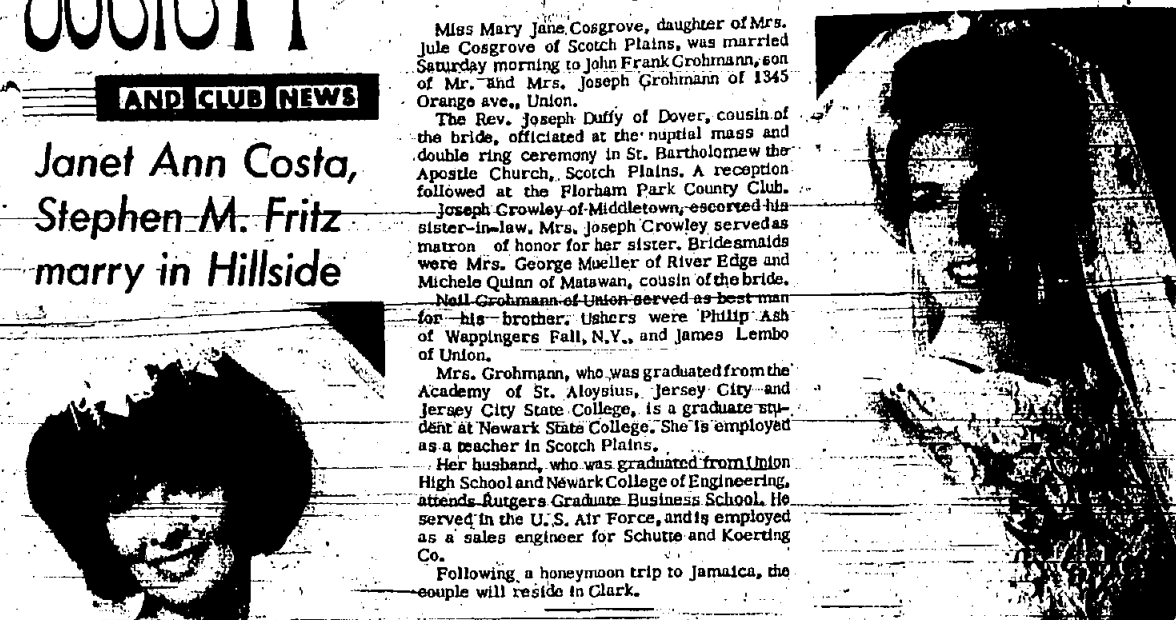 AND CLUB NEWS
Janet Ann Costa,
Stephen M. Fritz
marry in Hillside
Miss Mary Jane Cosgrove, daughter of Mrs.
Jule Cosgrove of Scotch Plains, was married
Saturday morning to John Frank Grohmann, son
of Mr. and Mrs. Joseph Grohmann of 1345
Orange ave., Union.
The Rev. Joseph Duffy of Dover, cousin of
the bride, officiated at the nuptial mass and
double ring ceremony in St. Bartholomew the
Apostle Church, Scotch Plains. A reception
followed at the Florham Park County Club.
Joseph Crowley of Middletown, escorted his
sister-in-law. Mrs. Joseph Crowley served as
matron of honor for her sister. Bridesmaids
were Mrs. George Mueller of River Edge and
Michele Quinn of Matawan, cousin of the bride.
Neil Grohmann of Union served as best man
for his brother. Ushers were Philip Ash
of Wappingers Fall, N.Y., and James Lembo
of Union.
Mrs. Grohmann, who was graduated from the
Academy of St. Aloysius, Jersey City and
Jersey City State College, is a graduate stu-
dent at Newark State College. She is employed
as a teacher in Scotch Plains.
Her husband, who was graduated from Union
High School and Newark College of Engineering,
attends Rutgers Graduate Business School. He
served in the U.S. Air Force, and is employed
as a sales engineer for Schutte and Koerting
Co.
Following a honeymoon trip to Jamaica, the
couple will reside in Clark.